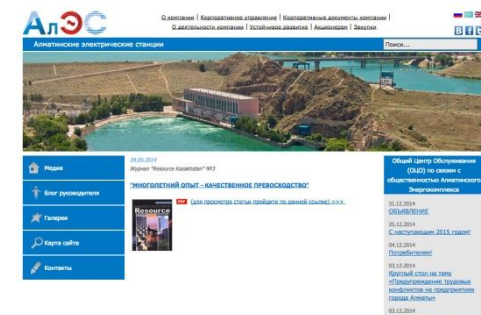 АлЭС
О компании | Корпоративное управление | Корпоративные документы компании |
О деятельности компании | Устойчивое развитие | Акционерам | Закупки
Алматинские электрические станции
Поиск...
Медиа
Блог руководителя
Галерея
Карта сайта
Контакты
29.05.2014
Журнал "Resource Kazakhstan" №3
"МНОГОЛЕТНИЙ ОПЫТ - КАЧЕСТВЕННОЕ ПРЕВОСХОДСТВО"
Resource
(для просмотра статьи пройдите по данной ссылке) >>>
Общий Центр Обслуживания
(ОЦО) по связям с
общественностью Алматинского
Энергокомплекса
31.12.2014
ОБЪЯВЛЕНИЕ
25.12.2014
С наступающим 2015 годом!
04.12.2014
Потребителям!
03.12.2014
Круглый стол на тему
«Предупреждение трудовых
конфликтов на предприятиях
города Алматы»
03.12.2014